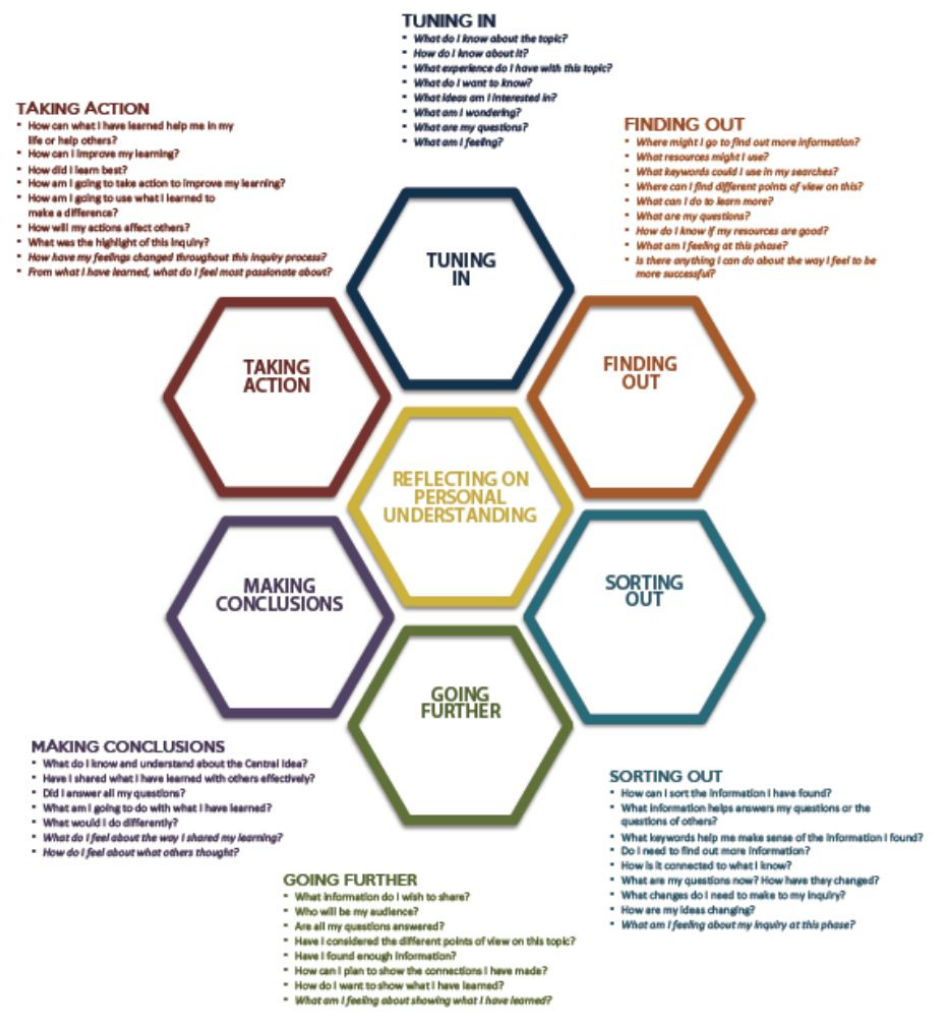 TUNING IN
▪ What do I know about the topic?
▪ How do I know about it?
▪ What experience do I have with this topic?
▪ What do I want to know?
▪ What ideas am I interested in?
▪ What am I wondering?
▪ What are my questions?
▪ What am I feeling?
TAKING ACTION
▪ How can what I have learned help me in my
life or help others?
▪ How can I improve my learning?
▪ How did I learn best?
▪ How am I going to take action to improve my learning?
▪ How am I going to use what I learned to
make a difference?
▪ How will my actions affect others?
▪ What was the highlight of this inquiry?
▪ How have my feelings changed throughout this inquiry process?
▪ From what I have learned, what do I feel most passionate about?
FINDING OUT
▪ Where might I go to find out more information?
▪ What resources might I use?
▪ What keywords could I use in my searches?
▪ Where can I find different points of view on this?
▪ What can I do to learn more?
▪ What are my questions?
▪ How do I know if my resources are good?
▪ What am I feeling at this phase?
▪ Is there anything I can do about the way I feel to be
more successful?
TUNING
IN
TAKING
ACTION
FINDING
OUT
REFLECTING ON
PERSONAL
UNDERSTANDING
MAKING
CONCLUSIONS
SORTING
OUT
GOING
FURTHER
MAKING CONCLUSIONS
▪ What do I know and understand about the Central Idea?
▪ Have I shared what I have learned with others effectively?
▪ Did I answer all my questions?
▪ What am I going to do with what I have learned?
▪ What would I do differently?
▪ What do I feel about the way I shared my learning?
▪ How do I feel about what others thought?
SORTING OUT
▪ How can I sort the information I have found?
▪ What information helps answers my questions or the
questions of others?
▪ What keywords help me make sense of the information I found?
▪ Do I need to find out more information?
▪ How is it connected to what I know?
▪ What are my questions now? How have they changed?
▪ What changes do I need to make to my inquiry?
▪ How are my ideas changing?
▪ What am I feeling about my inquiry at this phase?
GOING FURTHER
▪ What information do I wish to share?
▪ Who will be my audience?
▪ Are all my questions answered?
▪ Have I considered the different points of view on this topic?
▪ Have I found enough information?
▪ How can I plan to show the connections I have made?
▪ How do I want to show what I have learned?
▪ What am I feeling about showing what I have learned?